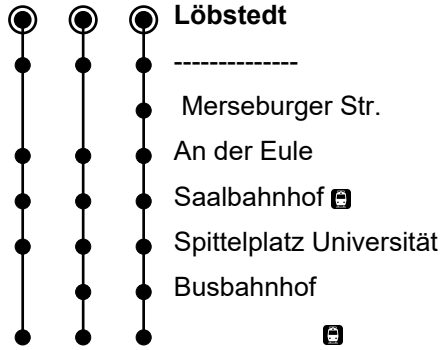 Löbstedt
--------------
Merseburger Str.
An der Eule
Saalbahnhof
Spittelplatz Universität
Busbahnhof